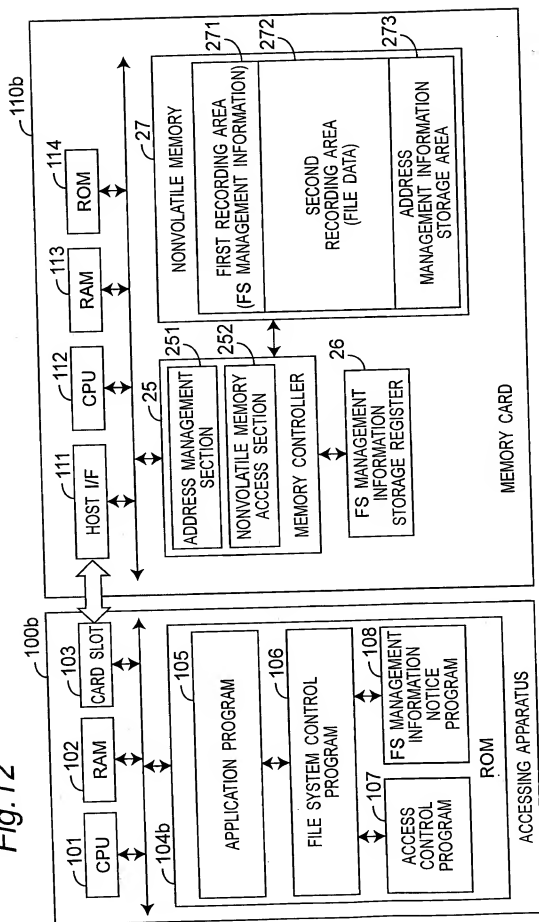 Fig.12
100b
101
CPU
102
RAM
103
CARD SLOT
104b
105
APPLICATION PROGRAM
106
FILE SYSTEM CONTROL
PROGRAM
107
ACCESS
CONTROL
PROGRAM
108
FS MANAGEMENT
INFORMATION
NOTICE
PROGRAM
ROM
ACCESSING APPARATUS
110b
111
HOST I/F
112
CPU
113
RAM
114
ROM
25
251
ADDRESS MANAGEMENT
SECTION
252
NONVOLATILE MEMORY
ACCESS SECTION
MEMORY CONTROLLER
26
FS MANAGEMENT
INFORMATION
STORAGE REGISTER
27
NONVOLATILE MEMORY
271
FIRST RECORDING AREA
(FS MANAGEMENT INFORMATION)
272
SECOND
RECORDING AREA
(FILE DATA)
273
ADDRESS
MANAGEMENT INFORMATION
STORAGE AREA
MEMORY CARD